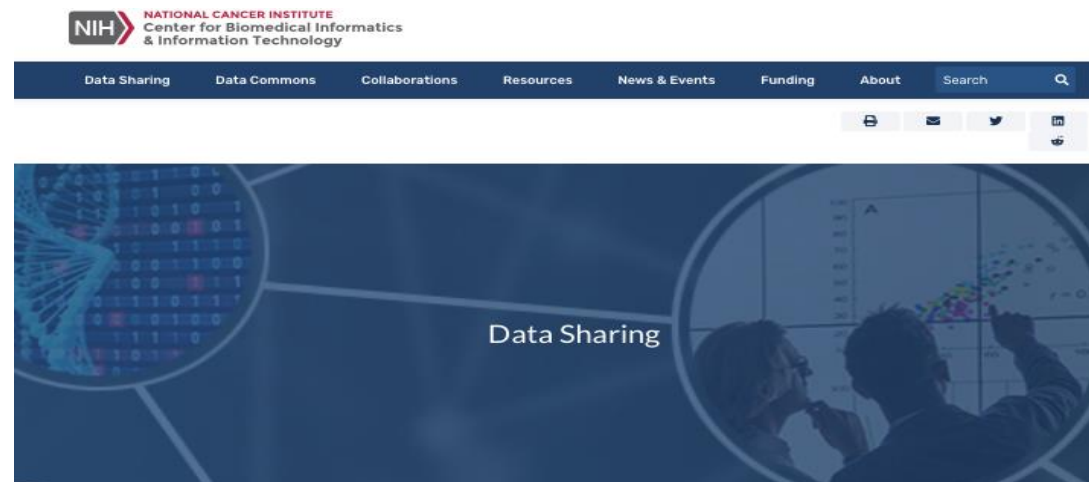 NIH
NATIONAL CANCER INSTITUTE
Center for Biomedical Informatics
& Information Technology
Data Sharing
Data Commons
Collaborations
Resources
News & Events
Funding
About
Search
in
A
Data Sharing